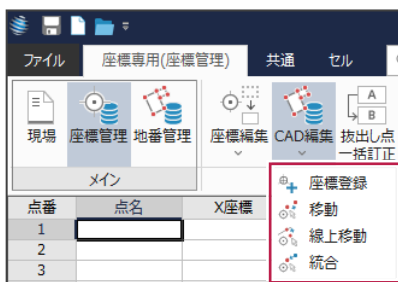 ファイル 座標専用(座標管理) 共通 セル
現場 座標管理 地番管理 座標編集 CAD編集 抜出し点
一括訂正
A
B
メイン
点番 点名 X座標
1
2
3
座標登録
移動
線上移動
統合